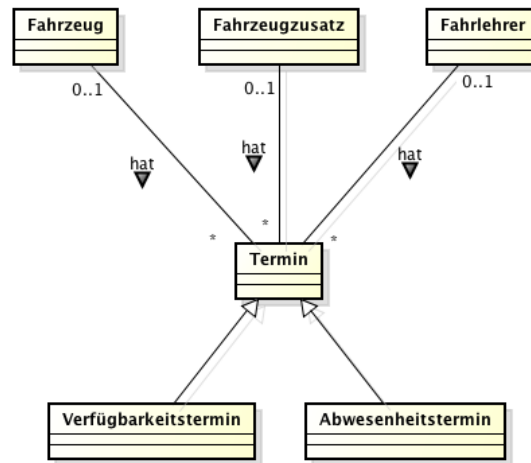 Fahrzeug
Fahrzeugzusatz
Fahrlehrer
0..1
0..1
0..1
hat
hat
hat
*
*
*
Termin
Verfügbarkeitstermin
Abwesenheitstermin